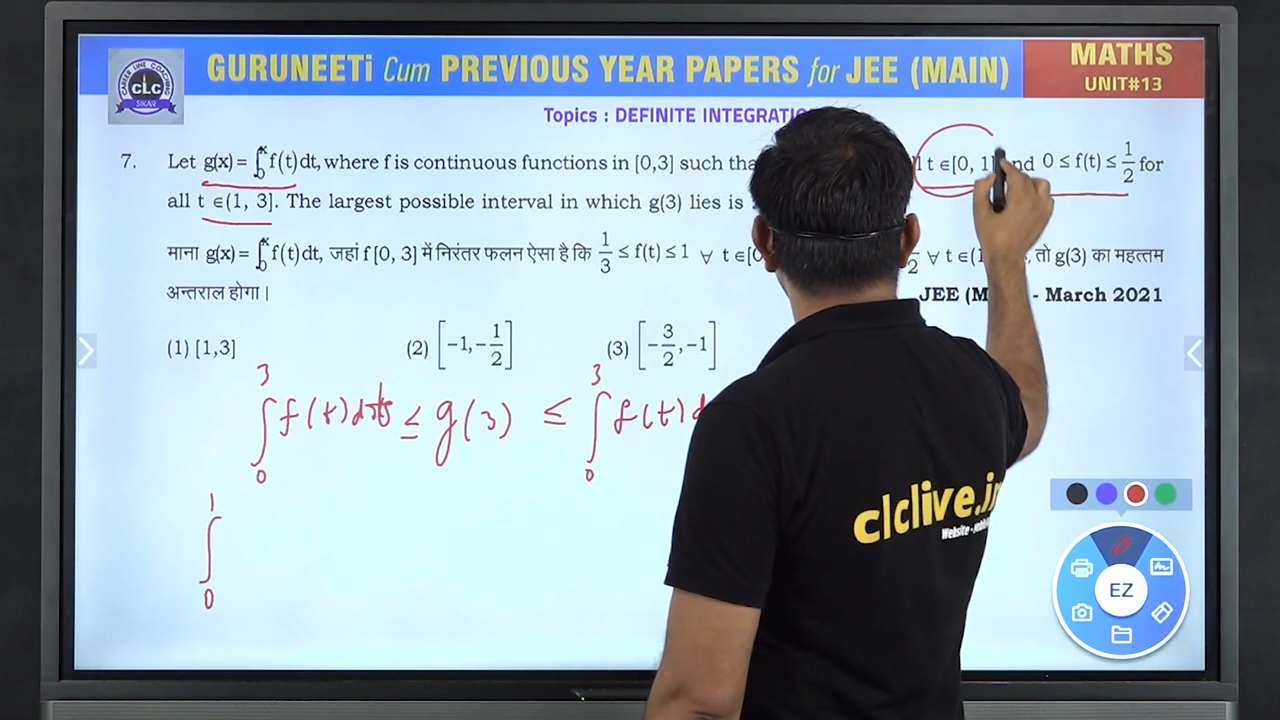 GURUNEETi Cum PREVIOUS YEAR PAPERS for JEE (MAIN)
MATHS
UNIT#13
CLC
SIKAR
Topics : DEFINITE INTEGRATIO
7. Let g(x) = ∫₀ˣ f(t)dt, where f is continuous functions in [0,3] such tha t ∈[0, 1] and 0 ≤ f(t) ≤ 1/2 for
all t ∈(1, 3]. The largest possible interval in which g(3) lies is
माना g(x) = ∫₀ˣ f(t)dt, जहां f [0, 3] में निरंतर फलन ऐसा है कि 1/3 ≤ f(t) ≤ 1 ∀ t∈[0 2 ∀ t∈(1 तो g(3) का महत्तम
अन्तराल होगा।
JEE (M - March 2021
(1) [1,3] (2) [-1,-1/2] (3) [-3/2,-1]
∫₀³ f(t)dt ≤ g(3) ≤ ∫₀³ f(t)d
∫₀¹
clclive.in
Website -
EZ